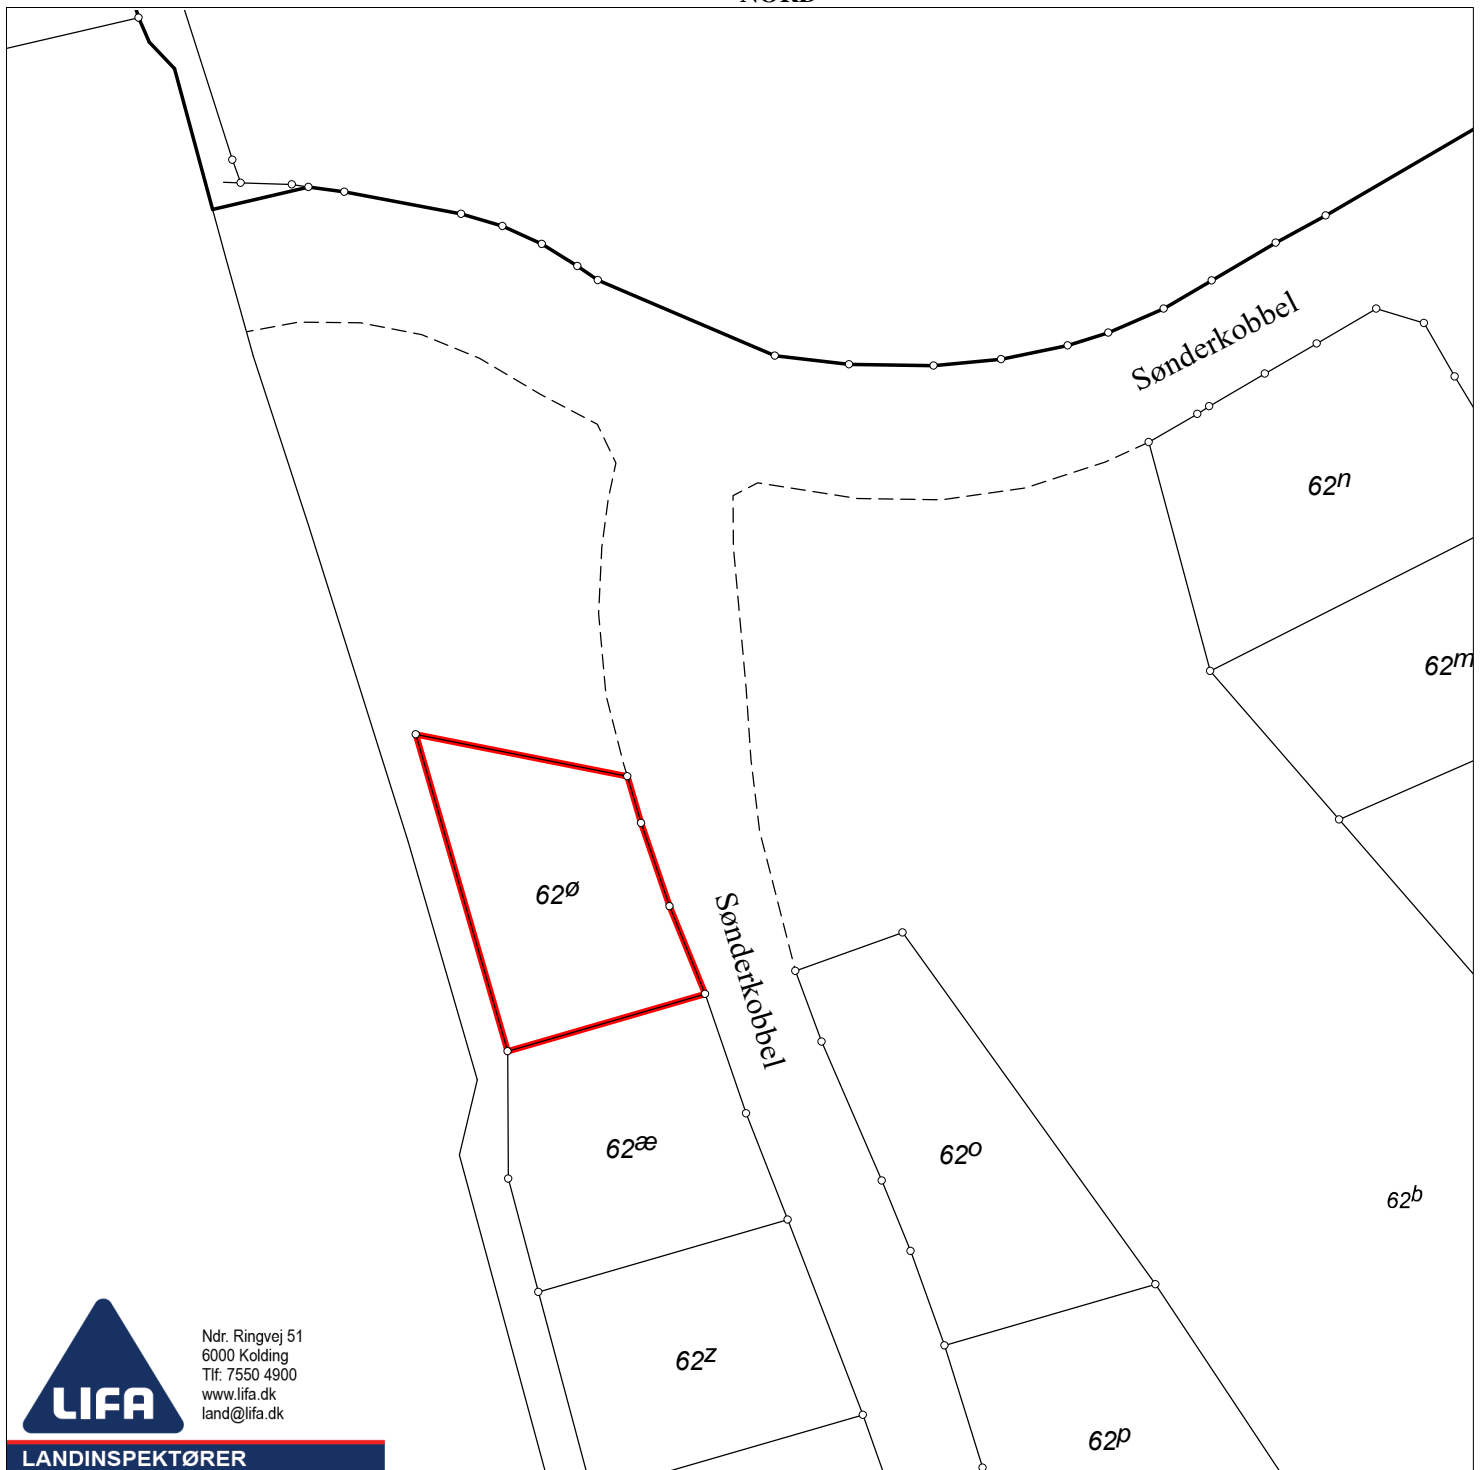 NORD
Sønderkobbel
62n
62m
62ø
Sønderkobbel
62æ
62o
62b
62z
62p
Ndr. Ringvej 51
6000 Kolding
Tlf: 7550 4900
www.lifa.dk
land@lifa.dk
LIFA
LANDINSPEKTØRER